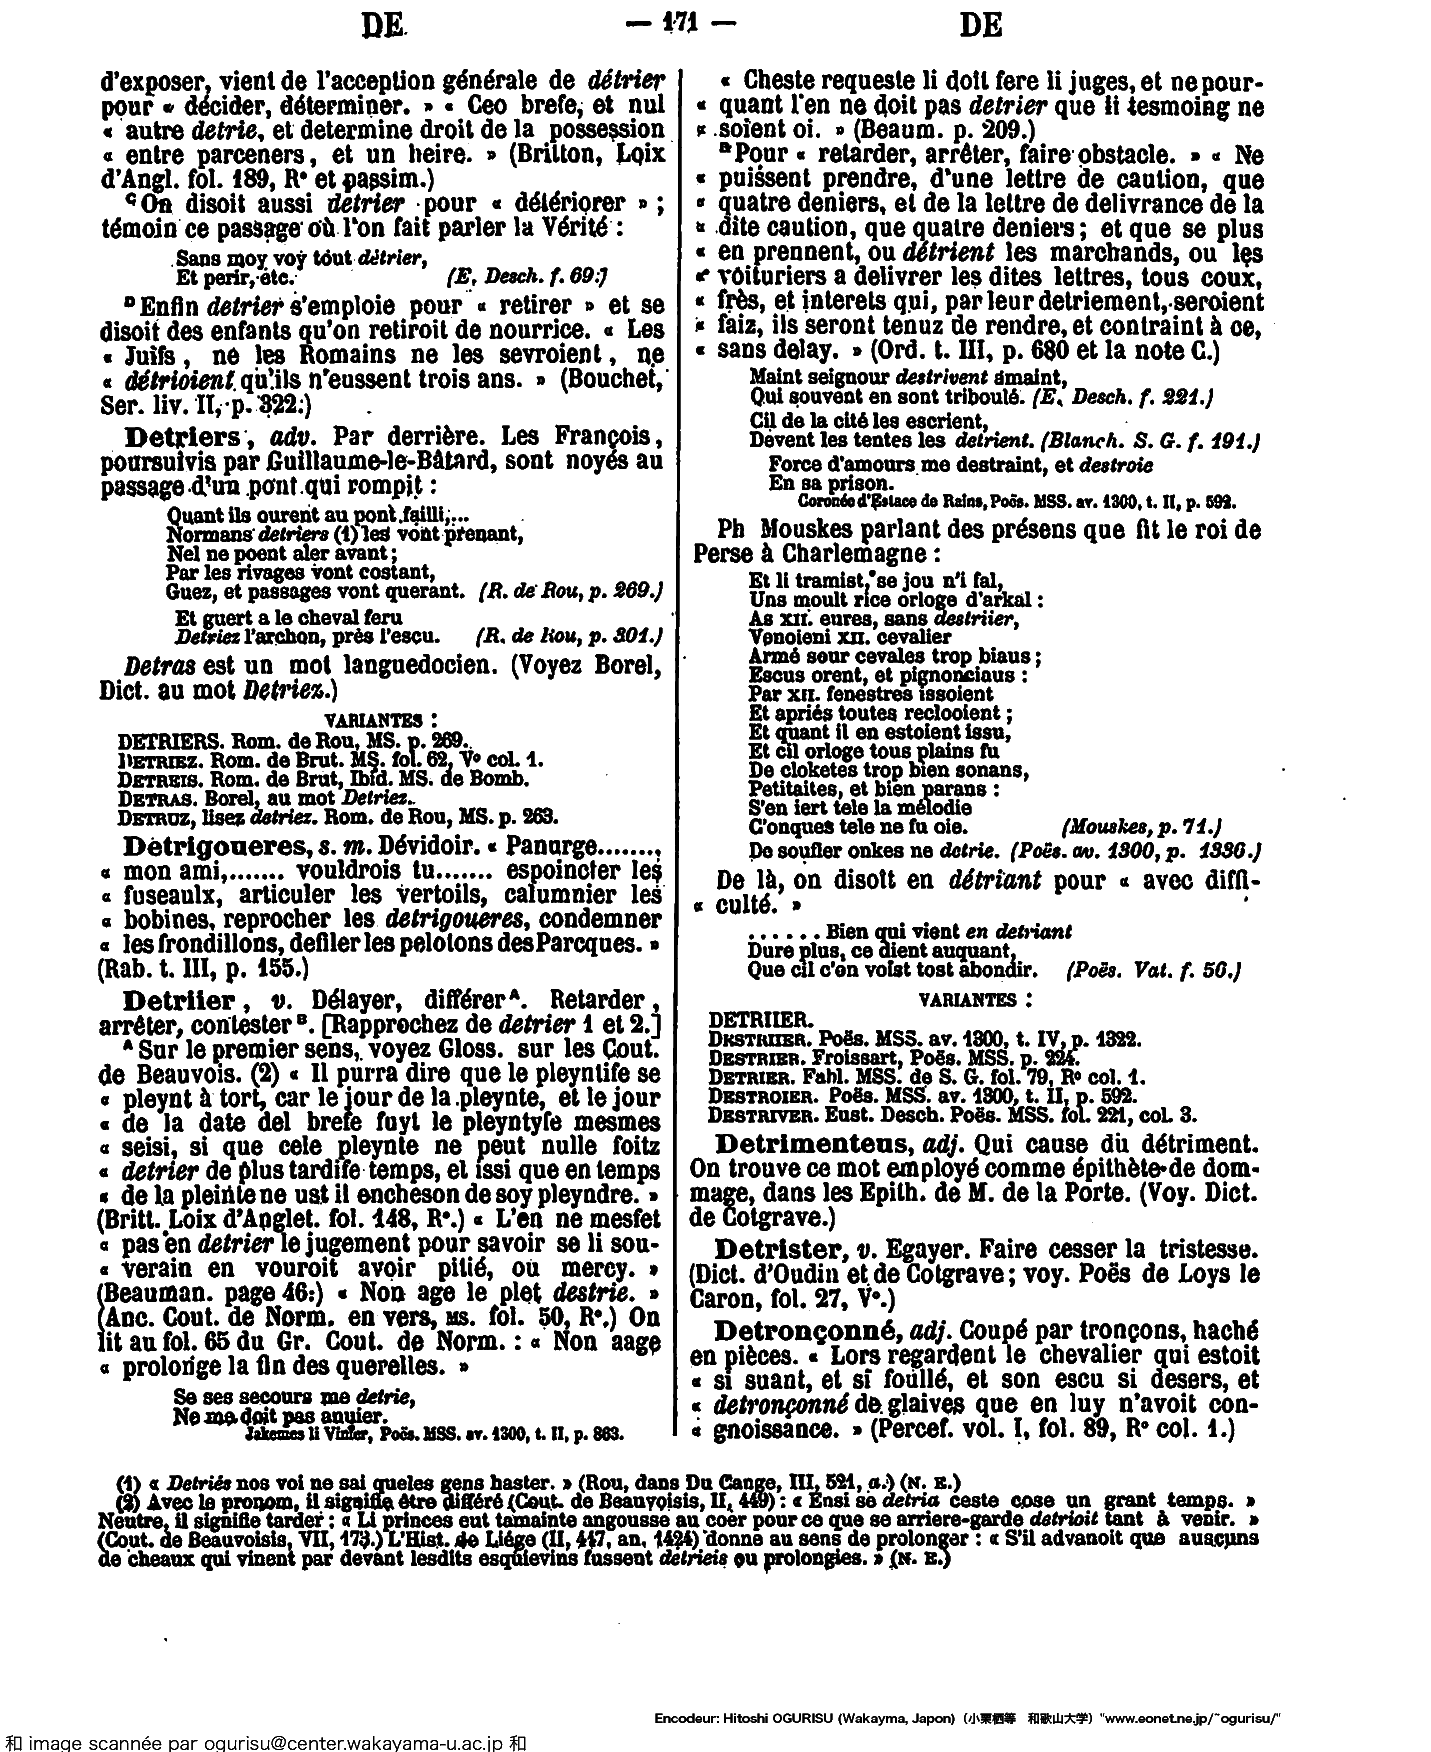 DE
— 171 —
DE
d'exposer, vient de l'acception générale de détrier
pour « décider, déterminer. » « Ceo brefe, et nul
« autre detrie, et determine droit de la possession
« entre parceners, et un heire. » (Britton, Loix
d'Angl. fol. 189, R° et passim.)
C On disoit aussi detrier pour « détériorer » ;
témoin ce passage où l'on fait parler la Vérité :
Sans moy voy tout détrier,
Et perir, etc. (E. Desch. f. 69.)
D Enfin detrier s'emploie pour « retirer » et se
disoit des enfants qu'on retiroit de nourrice. « Les
« Juifs, ne les Romains ne les sevroient, ne
« détrioient qu'ils n'eussent trois ans. » (Bouchet,
Ser. liv. II, p. 322.)
Detriers, adv. Par derrière. Les François,
poursuivis par Guillaume-le-Bâtard, sont noyés au
passage d'un pont qui rompit :
Quant ils ourent au pont failli,...
Normans detriers (1) les vont prenant,
Nel ne poent aler avant ;
Par les rivages vont costant,
Guez, et passages vont querant. (R. de Rou, p. 269.)
Et guert a le cheval feru
Detriez l'archon, près l'escu. (R. de Rou, p. 301.)
Detras est un mot languedocien. (Voyez Borel,
Dict. au mot Detriez.)
VARIANTES :
DETRIERS. Rom. de Rou, MS. p. 269.
DETRIEZ. Rom. de Brut. MS. fol. 62, V° col. 1.
DETREIS. Rom. de Brut, Ibid. MS. de Bomb.
DETRAS. Borel, au mot Detriez.
DETRUZ, lisez detriez. Rom. de Rou, MS. p. 263.
Detrigoueres, s. m. Dévidoir. « Panurge.......,
« mon ami,....... vouldrois tu....... espoincter les
« fuseaulx, articuler les vertoils, calumnier les
« bobines, reprocher les detrigoueres, condemner
« les frondillons, defiler les pelotons des Parcques. »
(Rab. t. III, p. 155.)
Detriier, v. Délayer, différer A. Retarder,
arrêter, contester B. [Rapprochez de detrier 1 et 2.]
A Sur le premier sens, voyez Gloss. sur les Cout.
de Beauvois. (2) « Il purra dire que le pleyntife se
« pleynt à tort, car le jour de la pleynte, et le jour
« de la date del brefe fuyt le pleyntyfe mesmes
« seisi, si que cele pleynte ne peut nulle foitz
« detrier de plus tardife temps, et issi que en temps
« de la pleinte ne ust il encheson de soy pleyndre. »
(Britt. Loix d'Anglet. fol. 148, R°.) « L'en ne mesfet
« pas en detrier le jugement pour savoir se li sou-
« verain en vouroit avoir pitié, ou mercy. »
(Beauman. page 46.) « Non age le plet destrie. »
(Anc. Cout. de Norm. en vers, MS. fol. 50, R°.) On
lit au fol. 65 du Gr. Cout. de Norm. : « Non aage
« prolonge la fin des querelles. »
Se ses secours me detrie,
Ne me doit pas anuier.
Jakemes li Vinier, Poës. MSS. av. 1300, t. II, p. 863.
« Cheste requeste li doit fere li juges, et ne pour-
« quant l'en ne doit pas detrier que li tesmoing ne
« soient oi. » (Beaum. p. 209.)
B Pour « retarder, arrêter, faire obstacle. » « Ne
« puissent prendre, d'une lettre de caution, que
« quatre deniers, et de la lettre de delivrance de la
« dite caution, que quatre deniers ; et que se plus
« en prennent, ou détrient les marchands, ou les
« voituriers a delivrer les dites lettres, tous coux,
« frès, et interets qui, par leur detriement, seroient
« faiz, ils seront tenuz de rendre, et contraint à ce,
« sans delay. » (Ord. t. III, p. 680 et la note C.)
Maint seignour destrivent amaint,
Qui souvent en sont triboulé. (E. Desch. f. 221.)
Cil de la cité les escrient,
Devent les tentes les detrient. (Blanch. S. G. f. 191.)
Force d'amours me destraint, et destroie
En sa prison.
Coronée d'Estace de Rains, Poës. MSS. av. 1300, t. II, p. 592.
Ph Mouskes parlant des présens que fit le roi de
Perse à Charlemagne :
Et li tramist, se jou n'i fal,
Uns moult rice orloge d'arkal :
As XII. eures, sans destriier,
Venoient XII. cevalier
Armé sour cevales trop biaus ;
Escus orent, et pignonciaus :
Par XII. fenestres issoient
Et apriés toutes reclooient ;
Et quant il en estoient issu,
Et cil orloge tous plains fu
De cloketes trop bien sonans,
Petitaites, et bien parans :
S'en iert tele la mélodie
C'onques tele ne fu oie. (Mouskes, p. 71.)
De soufler onkes ne detrie. (Poës. av. 1300, p. 1336.)
De là, on disoit en détriant pour « avec diffi-
« culté. »
...... Bien qui vient en detriant
Dure plus, ce dient auquant,
Que cil c'en voist tost abondir. (Poës. Vat. f. 56.)
VARIANTES :
DETRIIER.
DESTRIIER. Poës. MSS. av. 1300, t. IV, p. 1322.
DESTRIER. Froissart, Poës. MSS. p. 224.
DETRIER. Fabl. MSS. de S. G. fol. 79, R° col. 1.
DESTROIER. Poës. MSS. av. 1300, t. II, p. 592.
DESTRIVER. Eust. Desch. Poës. MSS. fol. 221, col. 3.
Detrimenteus, adj. Qui cause du détriment.
On trouve ce mot employé comme épithète de dom-
mage, dans les Epith. de M. de la Porte. (Voy. Dict.
de Cotgrave.)
Detrister, v. Egayer. Faire cesser la tristesse.
(Dict. d'Oudin et de Cotgrave ; voy. Poës de Loys le
Caron, fol. 27, V°.)
Detronçonné, adj. Coupé par tronçons, haché
en pièces. « Lors regardent le chevalier qui estoit
« si suant, et si foullé, et son escu si desers, et
« detronçonné de glaives que en luy n'avoit con-
« gnoissance. » (Percef. vol. I, fol. 89, R° col. 1.)
(1) « Detriés nos voi ne sai queles gens haster. » (Rou, dans Du Cange, III, 521, a.) (N. E.)
(2) Avec le pronom, il signifie être différé (Cout. de Beauvoisis, II, 449) : « Ensi se detria ceste cose un grant temps. »
Neutre, il signifie tarder : « Li princes eut tamainte angousse au coer pour ce que se arriere-garde detrioit tant à venir. »
(Cout. de Beauvoisis, VII, 173.) L'Hist. de Liége (II, 447, an. 1424) donne au sens de prolonger : « S'il advanoit que auscuns
de cheaux qui vinent par devant lesdits esquievins fussent detrieis ou prolongies. » (N. E.)
Encodeur: Hitoshi OGURISU (Wakayma, Japon) (小栗栖等 和歌山大学) "www.eonet.ne.jp/~ogurisu/"
和 image scannée par ogurisu@center.wakayama-u.ac.jp 和